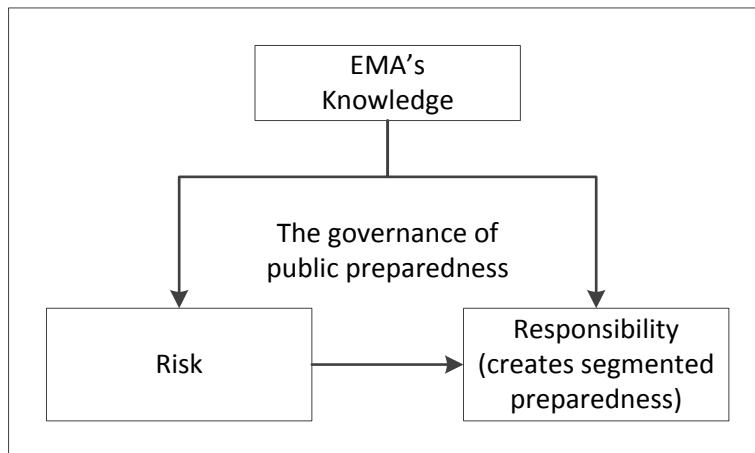 EMA’s
Knowledge
The governance of
public preparedness
Risk
Responsibility
(creates segmented
preparedness)